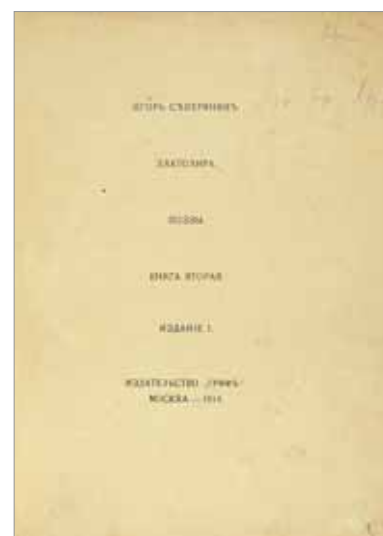 ИГОРЬ СѢВЕРЯНИНЪ
ЗЛАТОЛИРА
ПОЭЗЫ
КНИГА ВТОРАЯ
ИЗДАНІЕ I.
ИЗДАТЕЛЬСТВО „ГРИФЪ“
МОСКВА — 1914